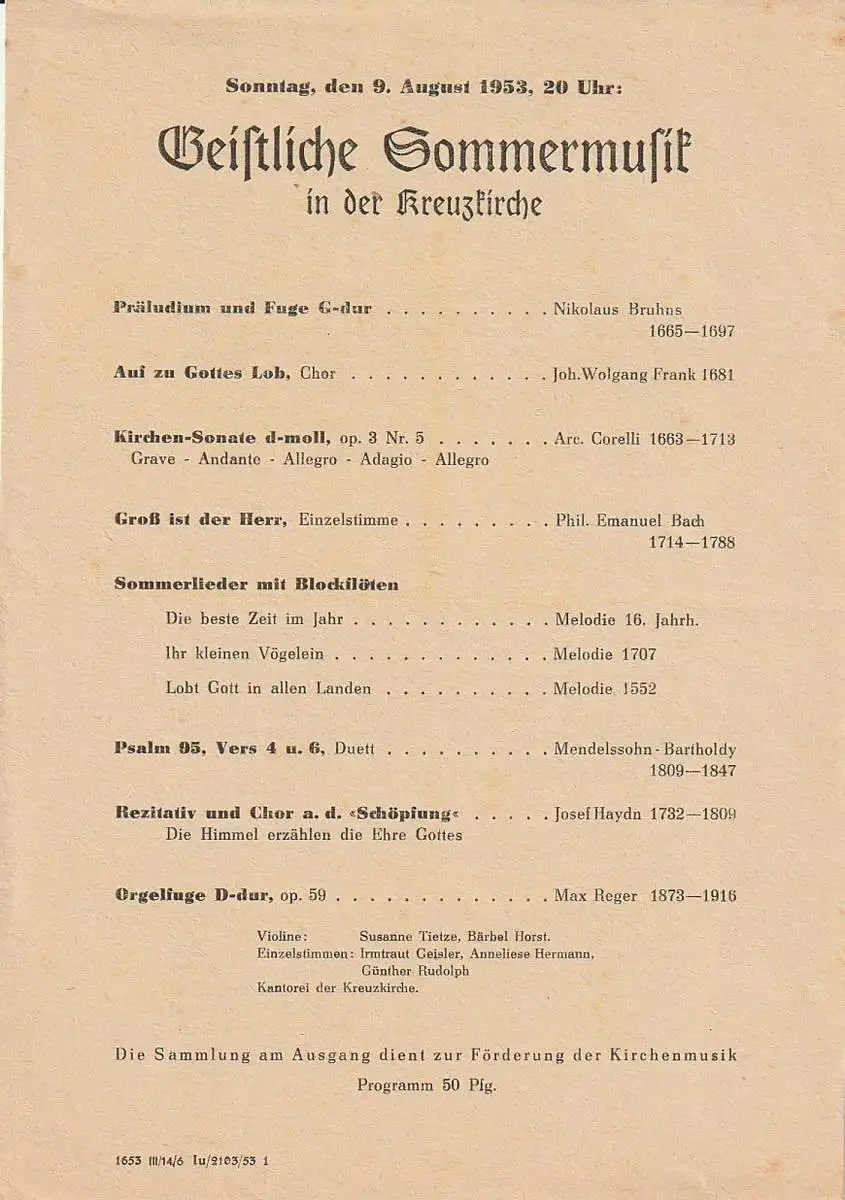 Sonntag, den 9. August 1953, 20 Uhr:
Geistliche Sommermusik
in der Kreuzkirche
Präludium und Fuge G-dur . . . . . . . . . . Nikolaus Bruhns
1665—1697
Auf zu Gottes Lob, Chor . . . . . . . . . . . . Joh.Wolgang Frank 1681
Kirchen-Sonate d-moll, op. 3 Nr. 5 . . . . . . . Arc. Corelli 1663—1713
Grave - Andante - Allegro - Adagio - Allegro
Groß ist der Herr, Einzelstimme . . . . . . . . . Phil. Emanuel Bach
1714—1788
Sommerlieder mit Blockflöten
Die beste Zeit im Jahr . . . . . . . . . . . . Melodie 16. Jahrh.
Ihr kleinen Vögelein . . . . . . . . . . . . . Melodie 1707
Lobt Gott in allen Landen . . . . . . . . . . Melodie 1552
Psalm 95, Vers 4 u. 6, Duett . . . . . . . . . . Mendelssohn-Bartholdy
1809—1847
Rezitativ und Chor a. d. «Schöpfung« . . . . . Josef Haydn 1732—1809
Die Himmel erzählen die Ehre Gottes
Orgelfuge D-dur, op. 59 . . . . . . . . . . . . . Max Reger 1873—1916
Violine: Susanne Tietze, Bärbel Horst.
Einzelstimmen: Irmtraut Geisler, Anneliese Hermann,
Günther Rudolph
Kantorei der Kreuzkirche.
Die Sammlung am Ausgang dient zur Förderung der Kirchenmusik
Programm 50 Pfg.
1653 III/14/6 Iu/2103/53 1